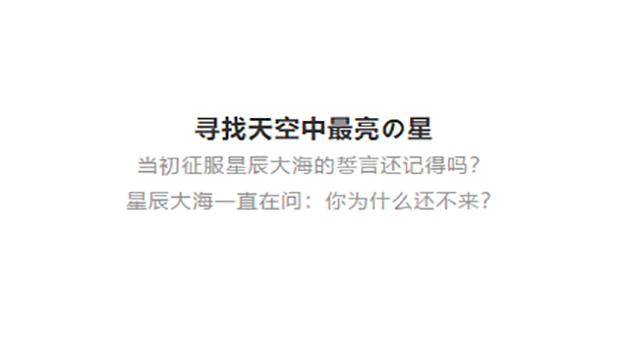 寻找天空中最亮の星
当初征服星辰大海的誓言还记得吗？
星辰大海一直在问：你为什么还不来？